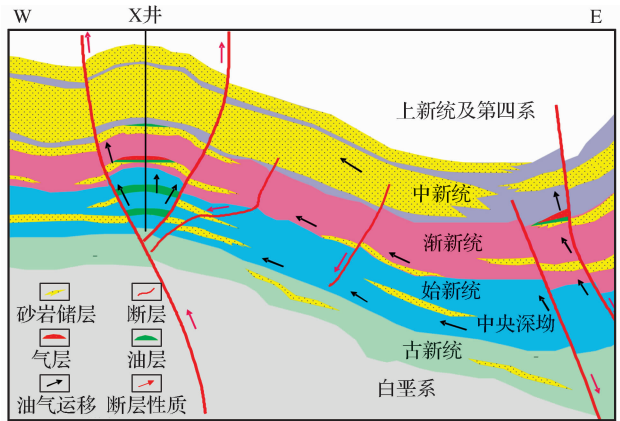 W
X井
E
上新统及第四系
中新统
渐新统
始新统
中央深坳
古新统
白垩系
砂岩储层
断层
气层
油层
油气运移
断层性质